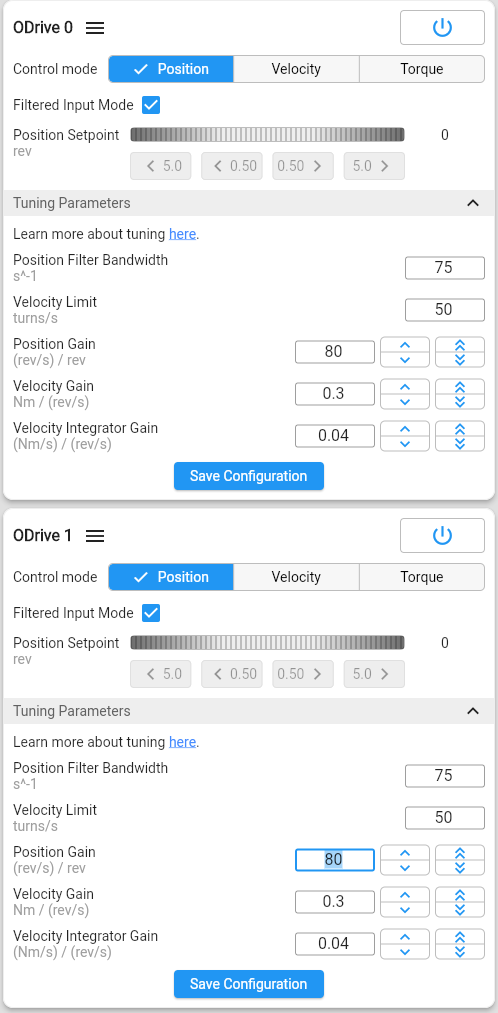 ODrive 0
Control mode Position Velocity Torque
Filtered Input Mode
Position Setpoint 0
rev
5.0 0.50 0.50 5.0
Tuning Parameters
Learn more about tuning here.
Position Filter Bandwidth 75
s^-1
Velocity Limit 50
turns/s
Position Gain 80
(rev/s) / rev
Velocity Gain 0.3
Nm / (rev/s)
Velocity Integrator Gain 0.04
(Nm/s) / (rev/s)
Save Configuration
ODrive 1
Control mode Position Velocity Torque
Filtered Input Mode
Position Setpoint 0
rev
5.0 0.50 0.50 5.0
Tuning Parameters
Learn more about tuning here.
Position Filter Bandwidth 75
s^-1
Velocity Limit 50
turns/s
Position Gain 80
(rev/s) / rev
Velocity Gain 0.3
Nm / (rev/s)
Velocity Integrator Gain 0.04
(Nm/s) / (rev/s)
Save Configuration